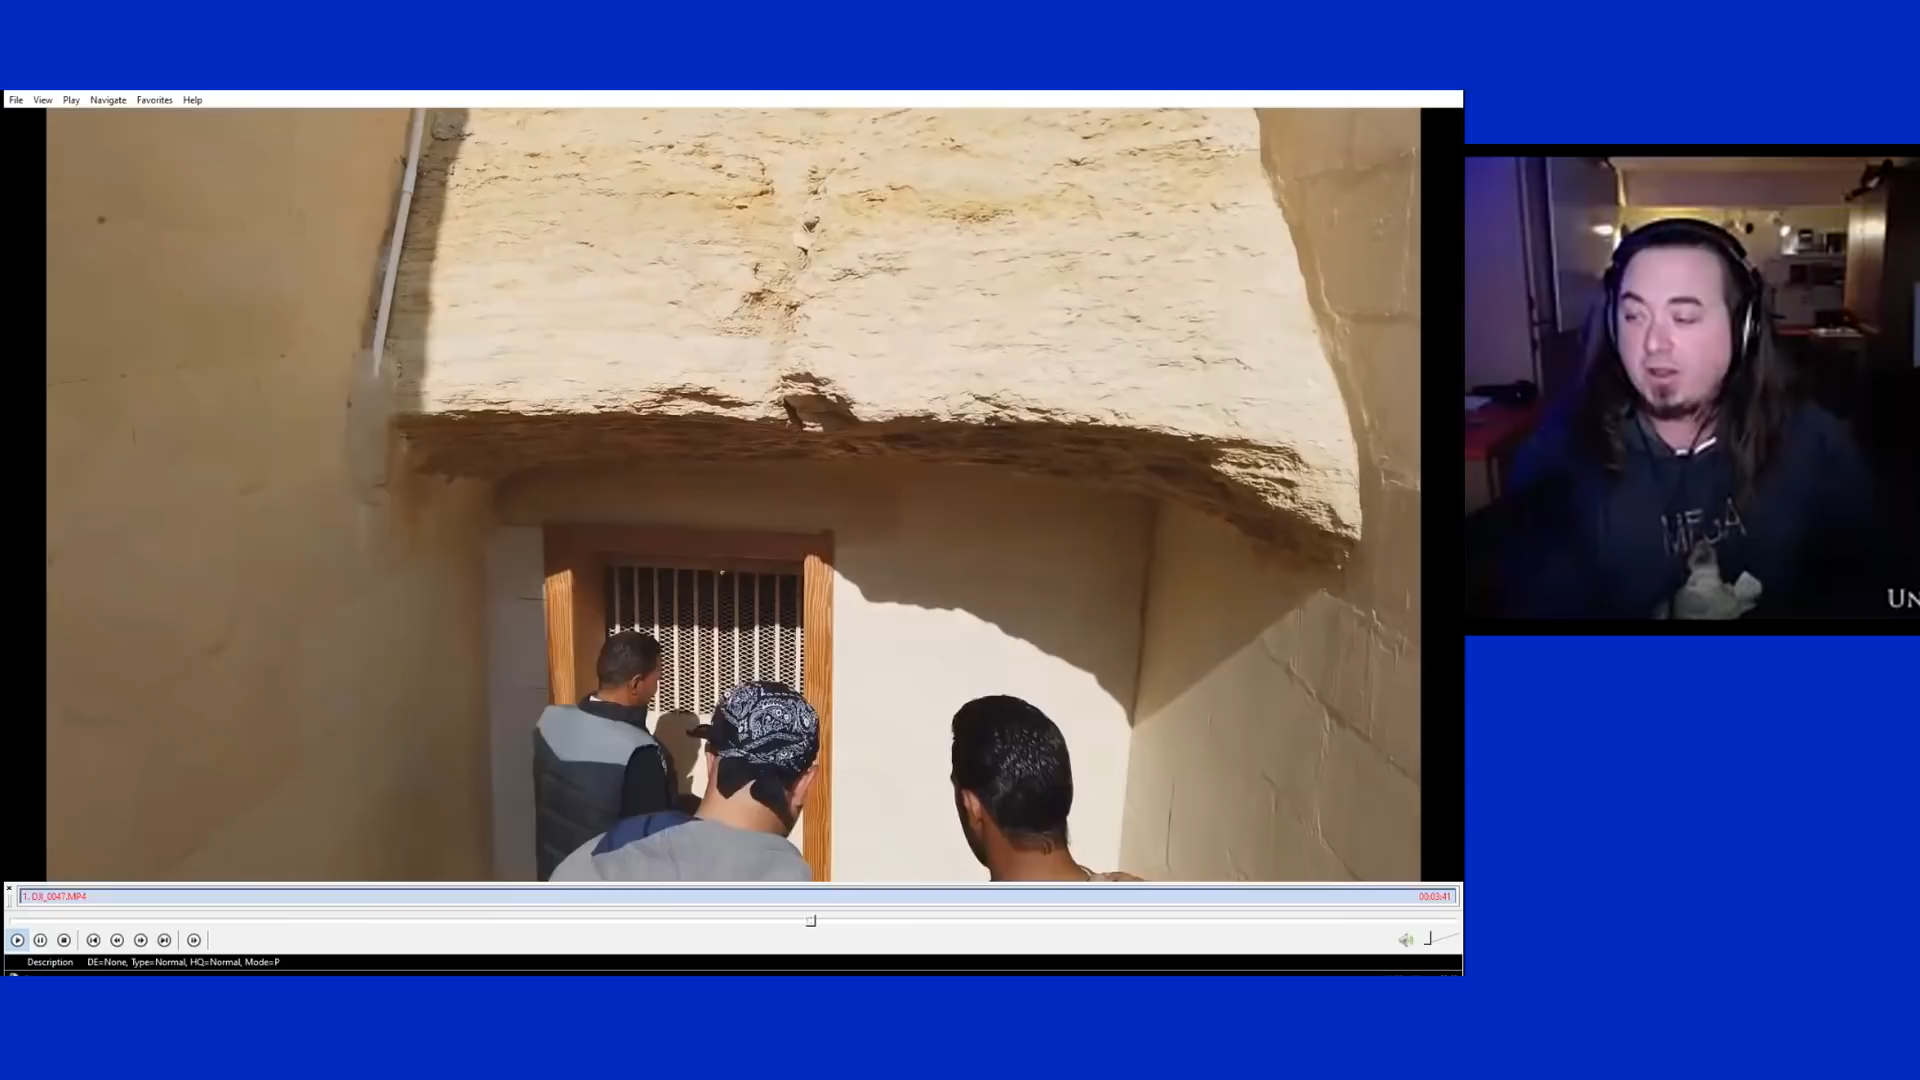 File View Play Navigate Favorites Help
1. DJI_0047.MP4 00:03:41
Description DE=None, Type=Normal, HQ=Normal, Mode=P
UN